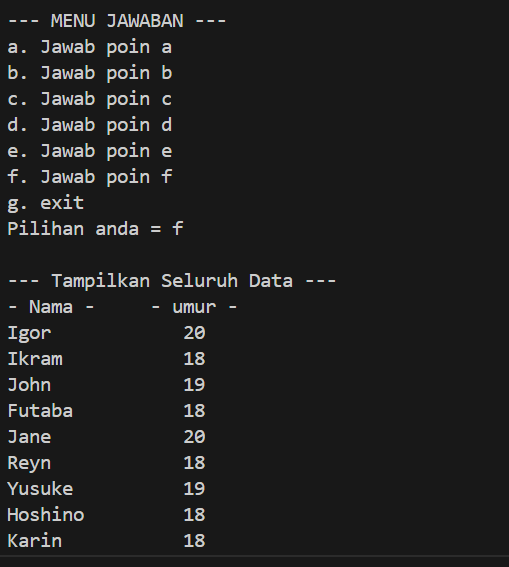 --- MENU JAWABAN ---
a. Jawab poin a
b. Jawab poin b
c. Jawab poin c
d. Jawab poin d
e. Jawab poin e
f. Jawab poin f
g. exit
Pilihan anda = f

--- Tampilkan Seluruh Data ---
- Nama -     - umur -
Igor            20
Ikram           18
John            19
Futaba          18
Jane            20
Reyn            18
Yusuke          19
Hoshino         18
Karin           18